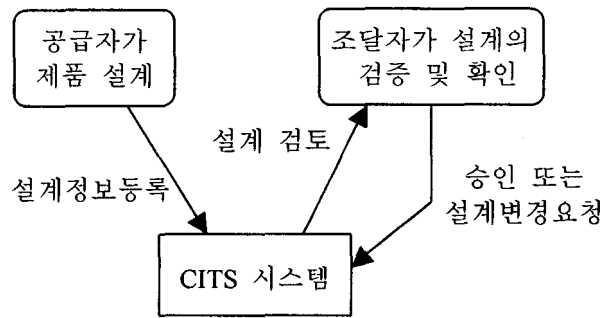 공급자가
제품 설계
조달자가 설계의
검증 및 확인
설계 검토
설계정보등록
승인 또는
설계변경요청
CITS 시스템